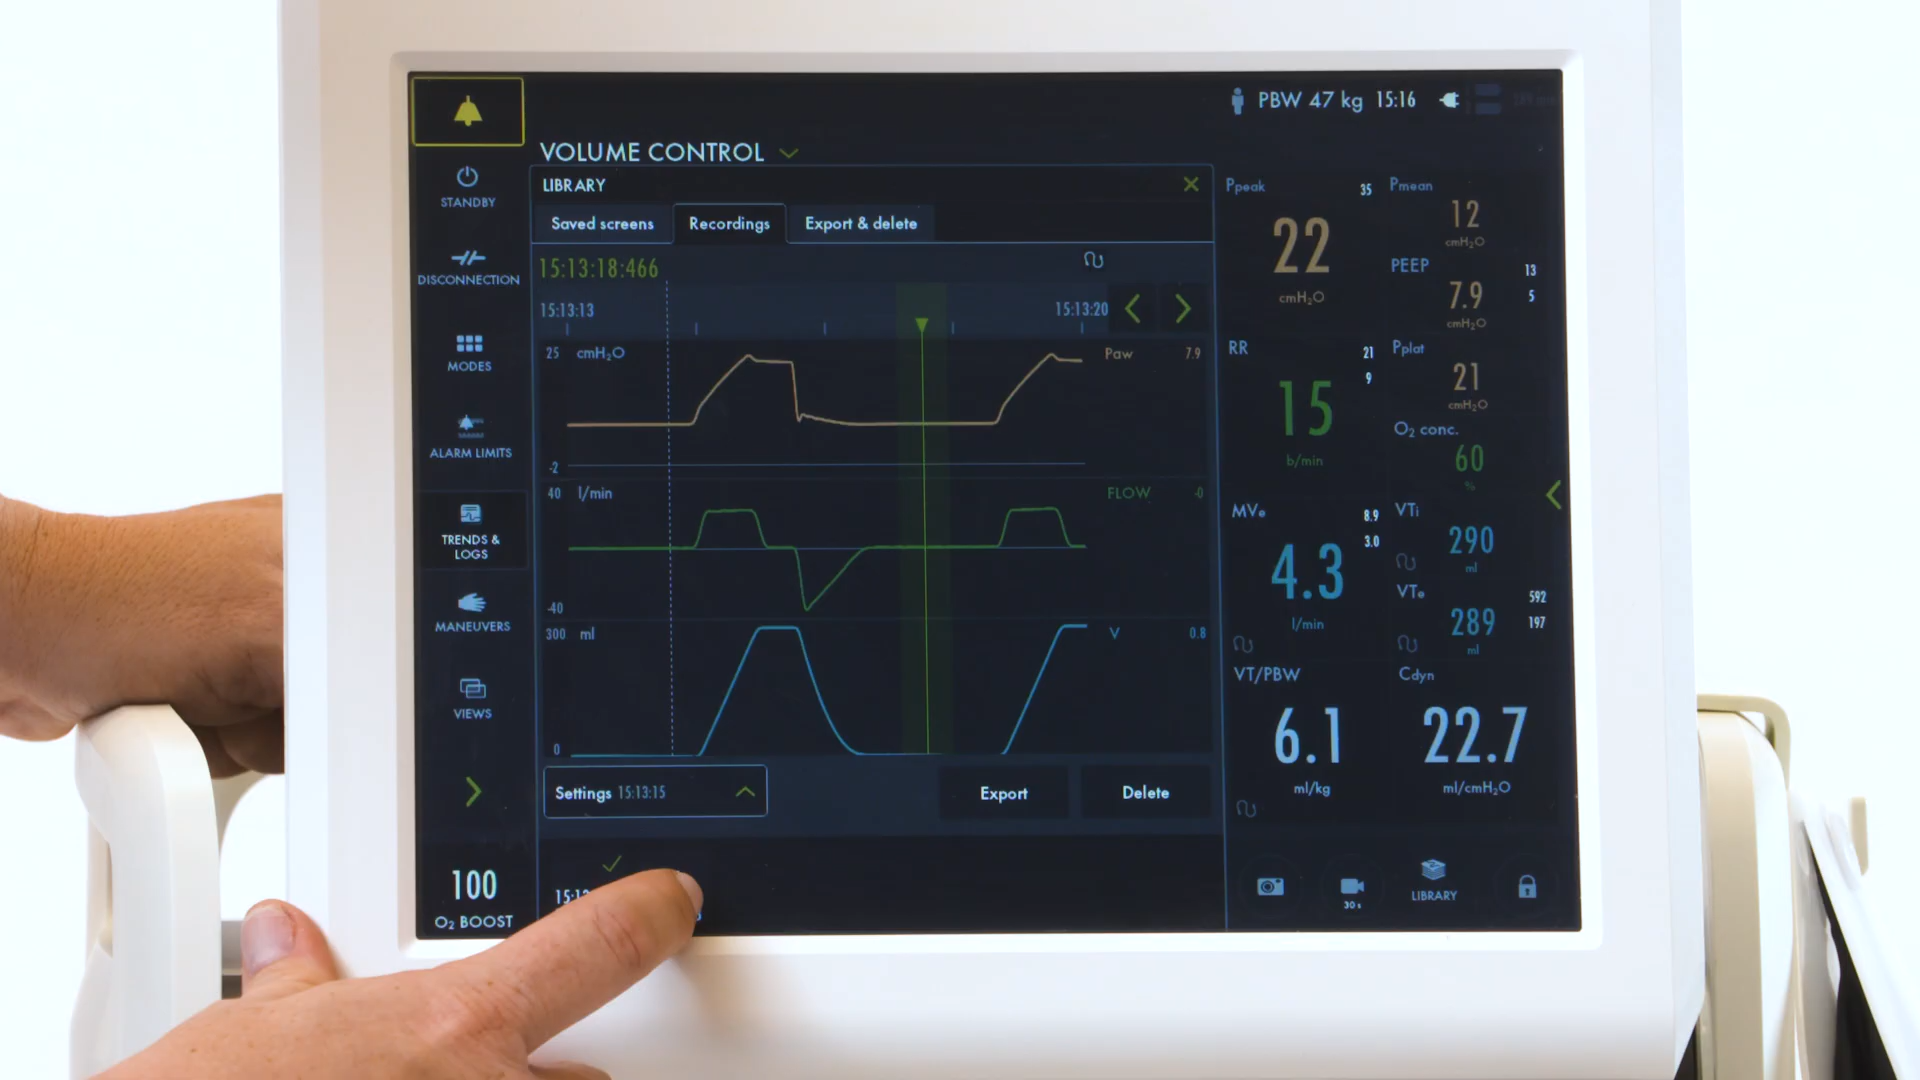 PBW 47 kg 15:16
VOLUME CONTROL
LIBRARY
Saved screens Recordings Export & delete
15:13:18:466
15:13:13 15:13:20
25 cmH₂O Paw 7.9
-2
40 l/min FLOW -0
-40
300 ml V 0.8
0
Settings 15:13:15 Export Delete
STANDBY
DISCONNECTION
MODES
ALARM LIMITS
TRENDS &
LOGS
MANEUVERS
VIEWS
100
O₂ BOOST
Ppeak 35
22
cmH₂O
Pmean
12
cmH₂O
PEEP 13
7.9 5
cmH₂O
RR 21
9
15
b/min
Pplat
21
cmH₂O
O₂ conc.
60
%
MVe 8.9
3.0
4.3
l/min
VTi
290
ml
VTe 592
289 197
ml
VT/PBW
6.1
ml/kg
Cdyn
22.7
ml/cmH₂O
30 s
LIBRARY